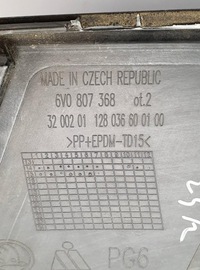 MADE IN CZECH REPUBLIC
6V0 807 368 ot.2
32 002 01 128 036 60 01 00
>PP+EPDM-TD15<
PG6